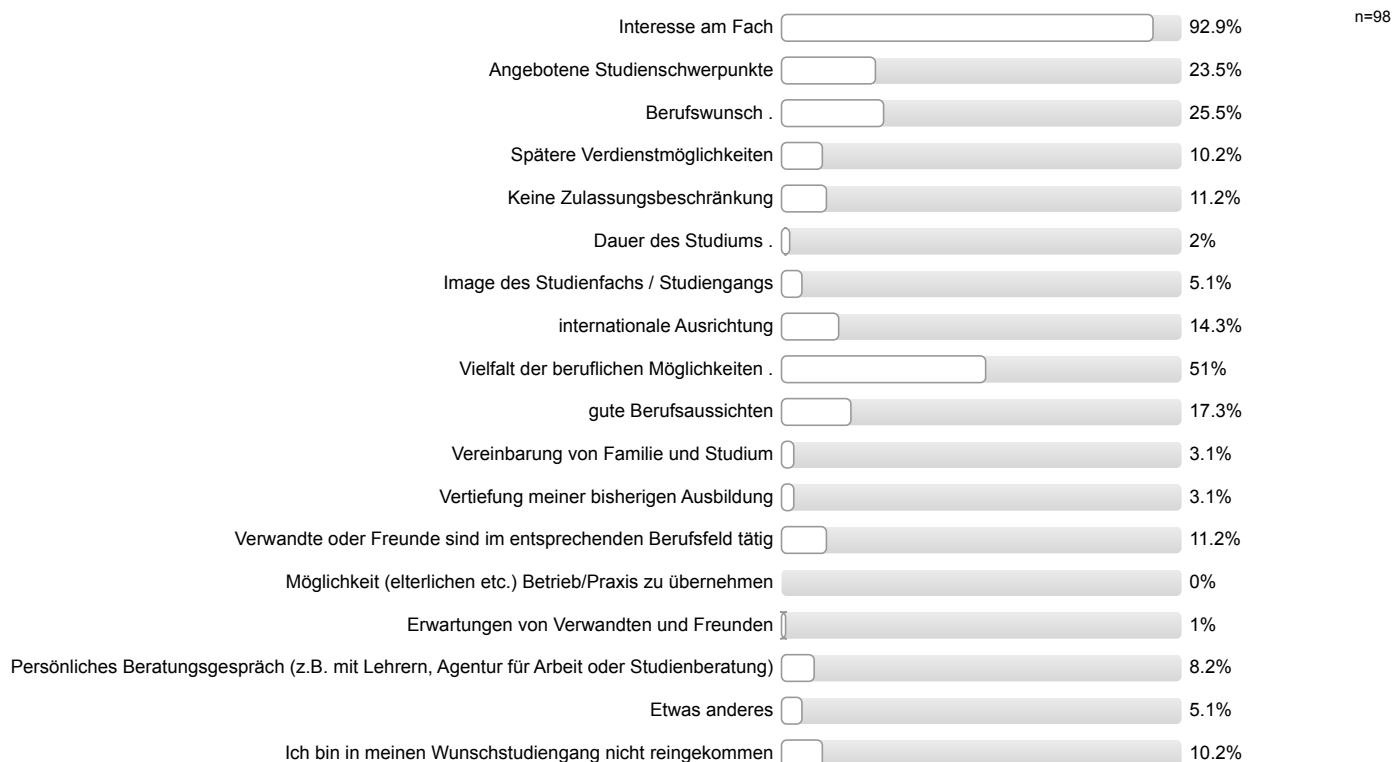 n=98
Interesse am Fach 92.9%
Angebotene Studienschwerpunkte 23.5%
Berufswunsch . 25.5%
Spätere Verdienstmöglichkeiten 10.2%
Keine Zulassungsbeschränkung 11.2%
Dauer des Studiums . 2%
Image des Studienfachs / Studiengangs 5.1%
internationale Ausrichtung 14.3%
Vielfalt der beruflichen Möglichkeiten . 51%
gute Berufsaussichten 17.3%
Vereinbarung von Familie und Studium 3.1%
Vertiefung meiner bisherigen Ausbildung 3.1%
Verwandte oder Freunde sind im entsprechenden Berufsfeld tätig 11.2%
Möglichkeit (elterlichen etc.) Betrieb/Praxis zu übernehmen 0%
Erwartungen von Verwandten und Freunden 1%
Persönliches Beratungsgespräch (z.B. mit Lehrern, Agentur für Arbeit oder Studienberatung) 8.2%
Etwas anderes 5.1%
Ich bin in meinen Wunschstudiengang nicht reingekommen 10.2%